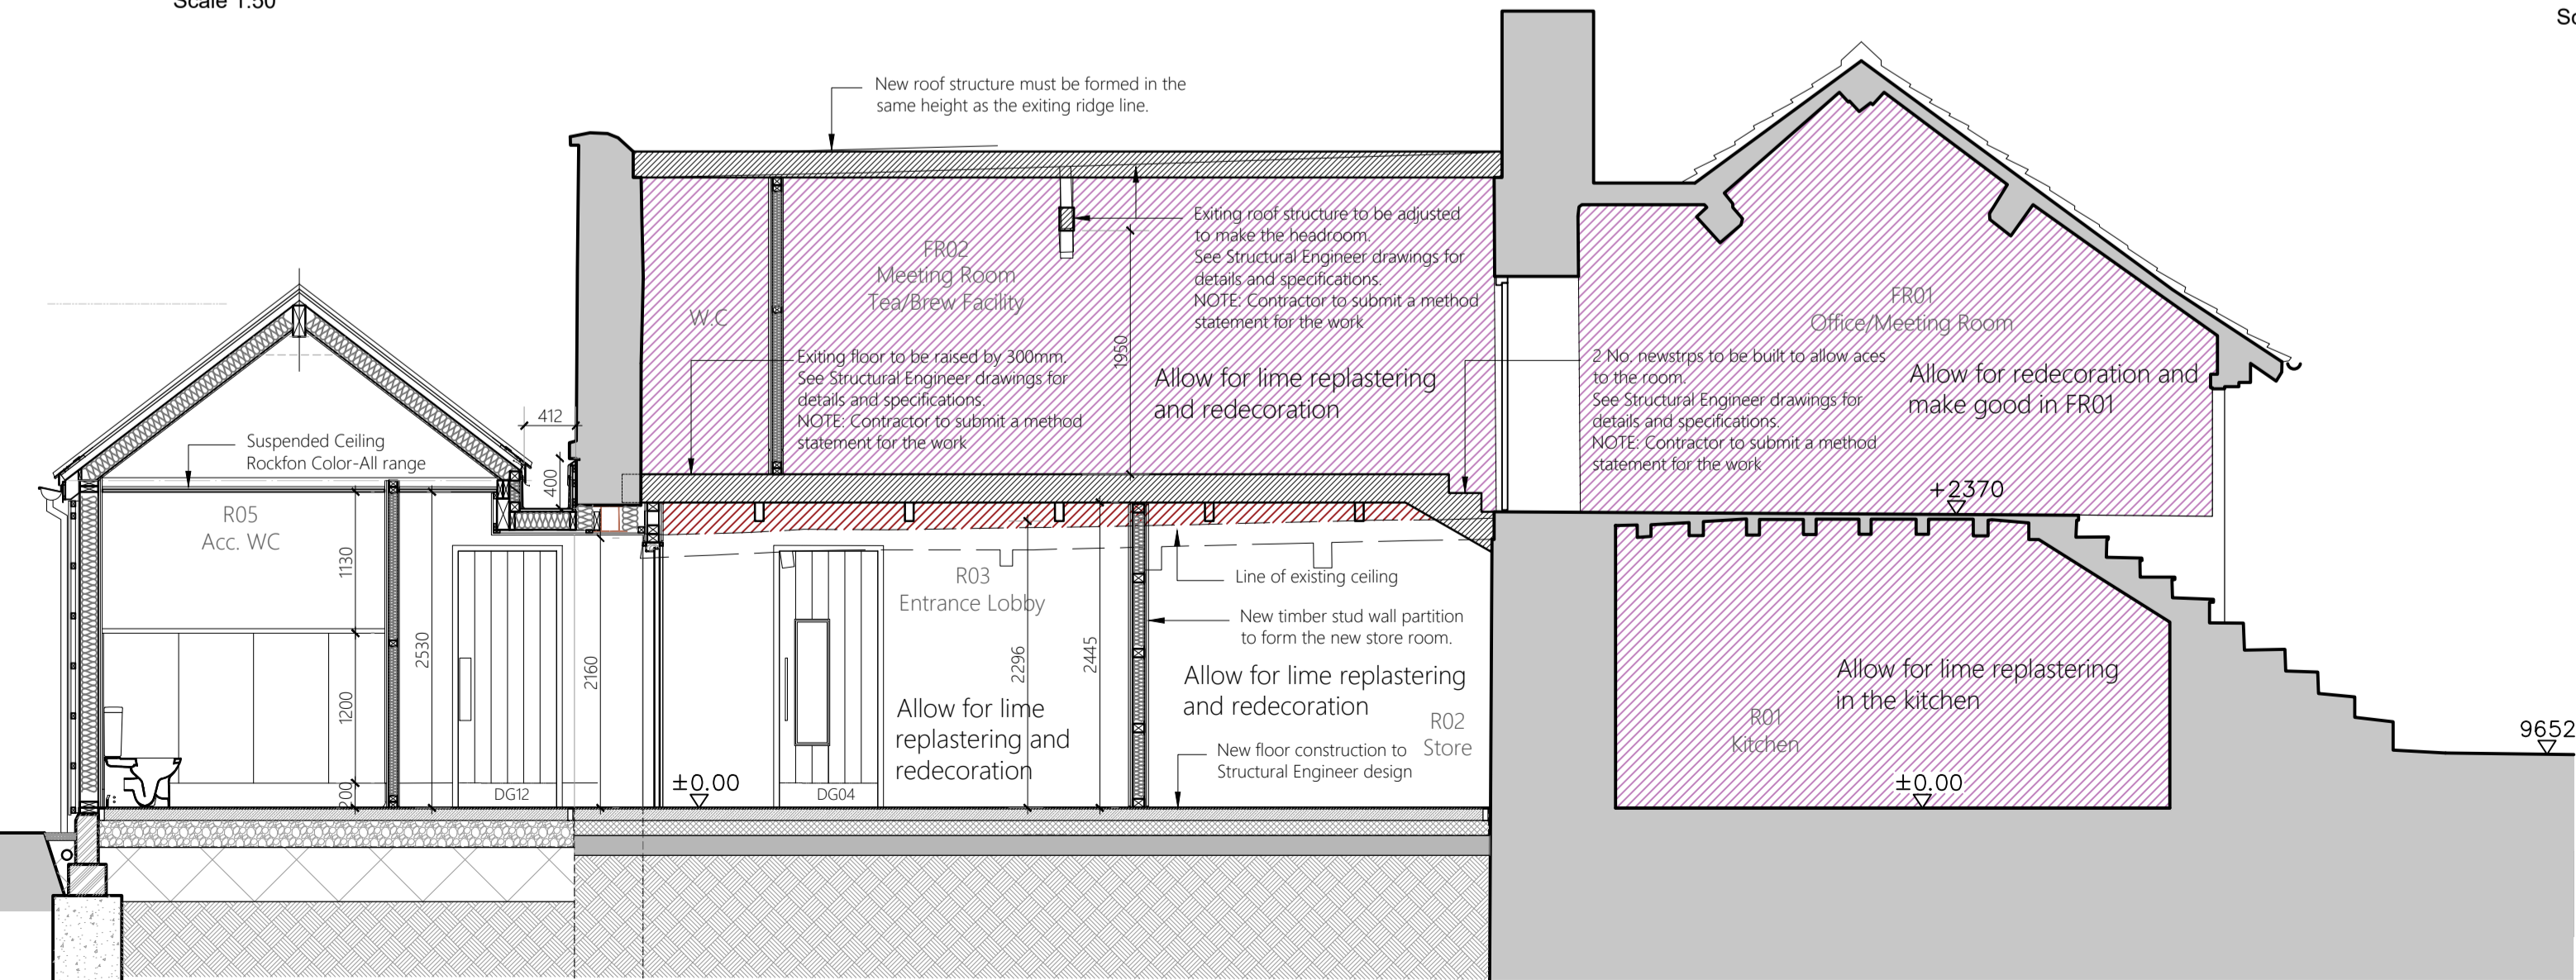 Scale 1:50
New roof structure must be formed in the
same height as the exiting ridge line.
Exiting roof structure to be adjusted
to make the headroom.
See Structural Engineer drawings for
details and specifications.
NOTE: Contractor to submit a method
statement for the work
FR02
Meeting Room
Tea/Brew Facility
W.C
FR01
Office/Meeting Room
1950
Exiting floor to be raised by 300mm.
See Structural Engineer drawings for
details and specifications.
NOTE: Contractor to submit a method
statement for the work
Allow for lime replastering
and redecoration
2 No. newstrps to be built to allow aces
to the room.
See Structural Engineer drawings for
details and specifications.
NOTE: Contractor to submit a method
statement for the work
Allow for redecoration and
make good in FR01
412
400
Suspended Ceiling
Rockfon Color-All range
+2370
R05
Acc. WC
1130
1200
200
2530
2160
2296
2445
R03
Entrance Lobby
Line of existing ceiling
New timber stud wall partition
to form the new store room.
Allow for lime replastering
and redecoration
Allow for lime
replastering and
redecoration
R02
Store
New floor construction to
Structural Engineer design
Allow for lime replastering
in the kitchen
R01
Kitchen
9652
±0.00
±0.00
DG12
DG04